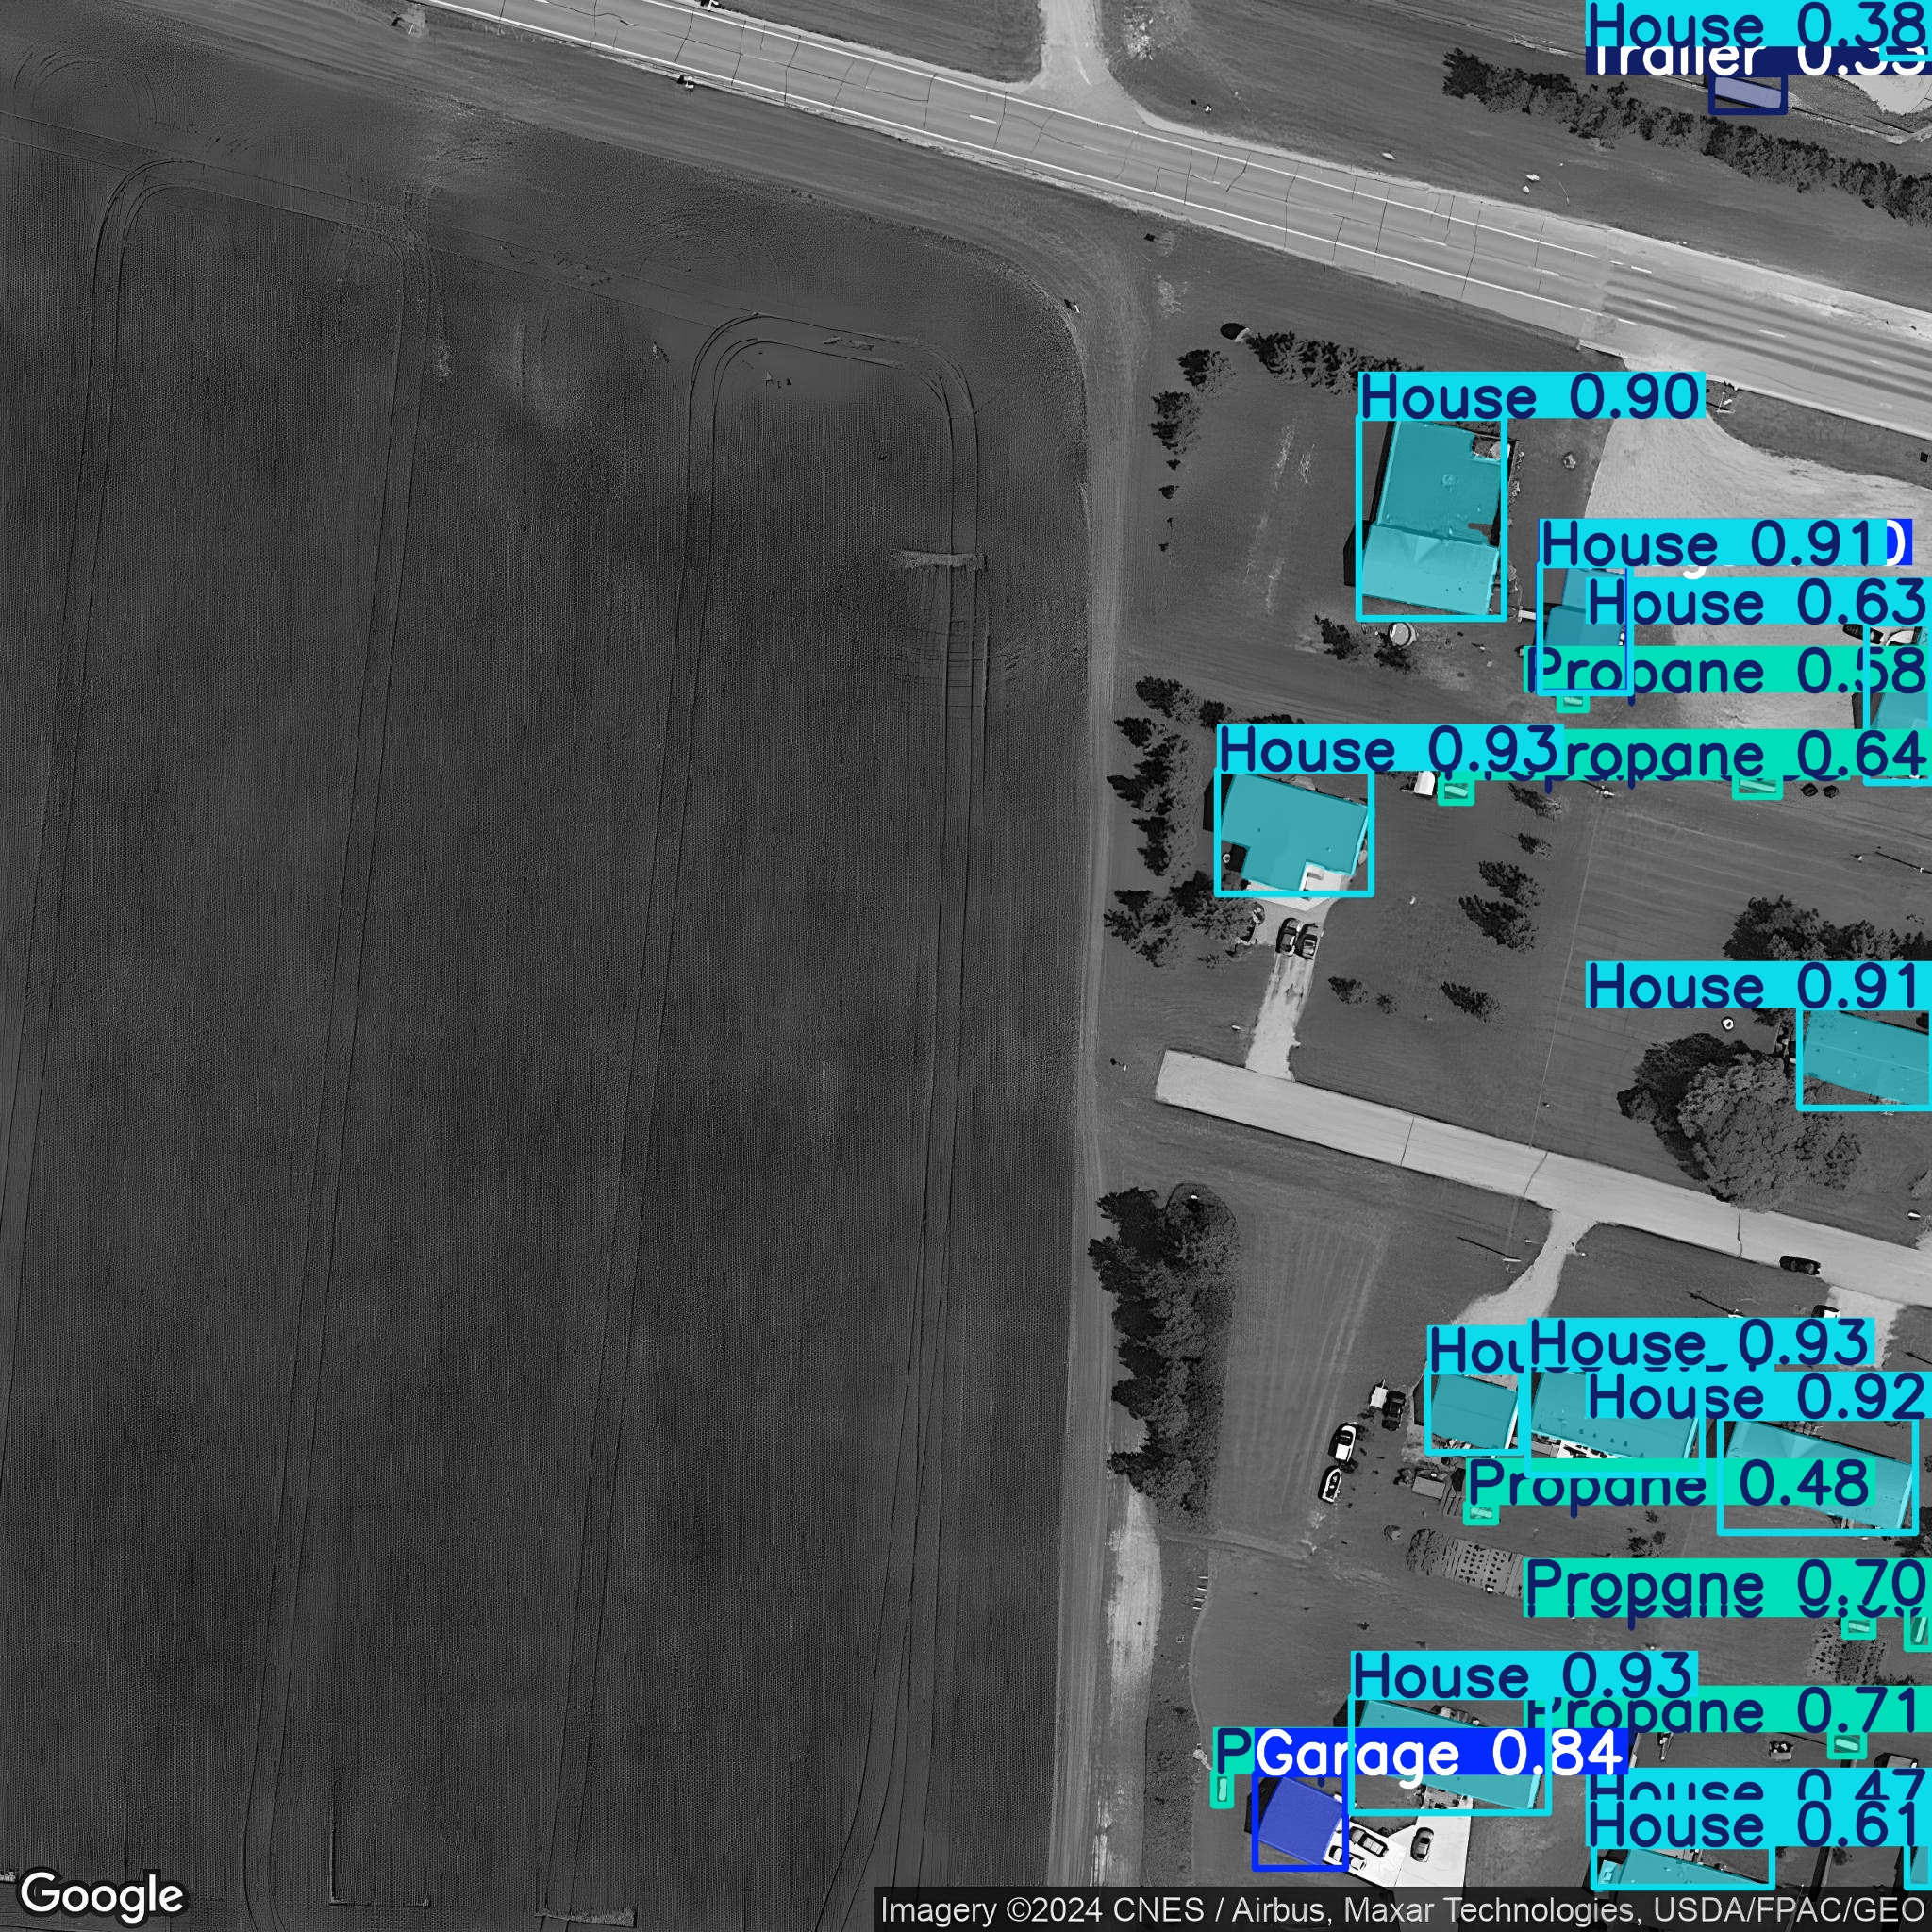 House 0.38
Trailer 0.33
House 0.90
House 0.91
House 0.63
Propane 0.58
House 0.93
Propane 0.64
House 0.91
House 0.93
House 0.92
Propane 0.48
Propane 0.70
House 0.93
Propane 0.71
Garage 0.84
House 0.47
House 0.61
Google
Imagery ©2024 CNES / Airbus, Maxar Technologies, USDA/FPAC/GEO